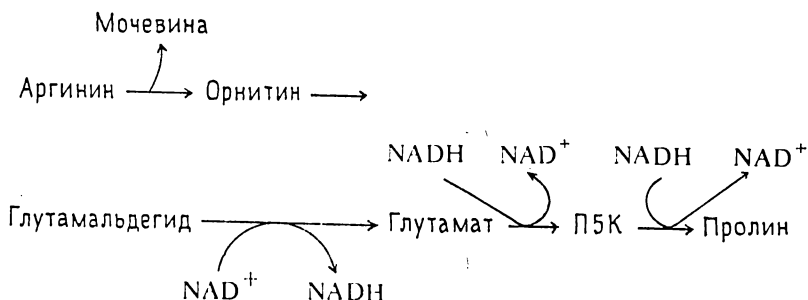 Мочевина
Аргинин Орнитин
NADH NAD+ NADH NAD+
Глутамальдегид Глутамат П5К Пролин
NAD+ NADH